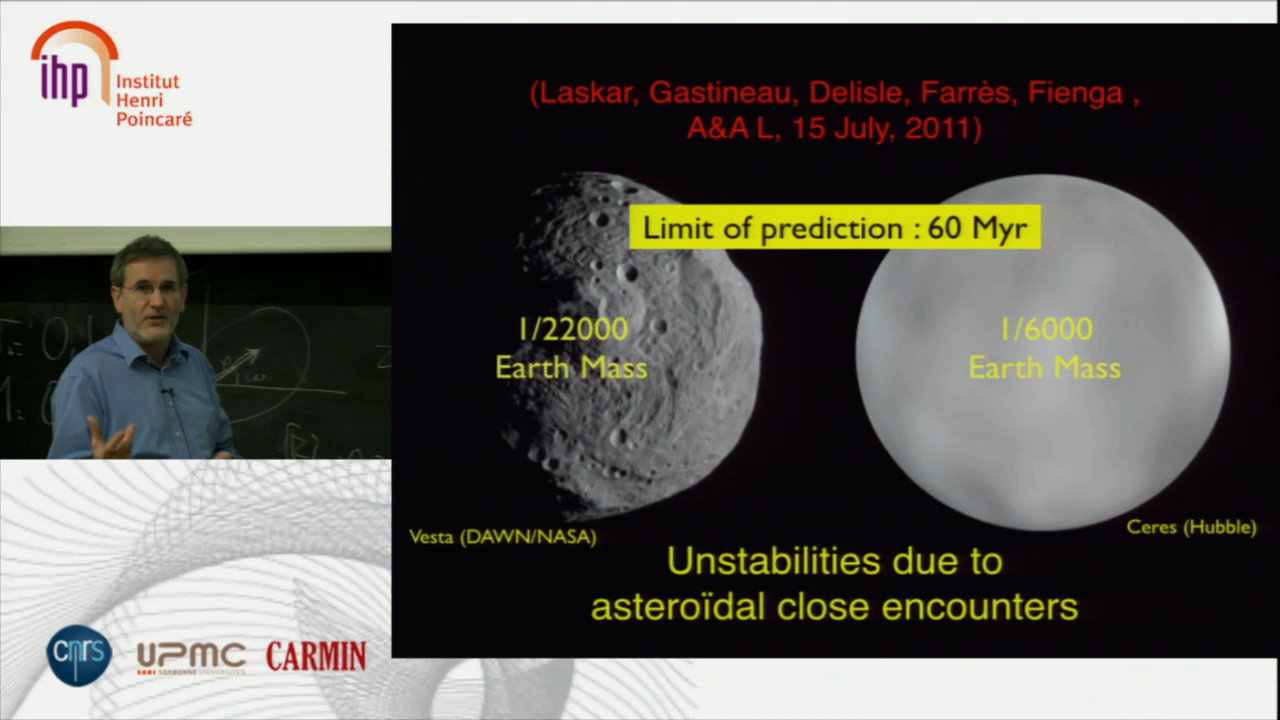 ihp
Institut
Henri
Poincaré
(Laskar, Gastineau, Delisle, Farrès, Fienga ,
A&A L, 15 July, 2011)
Limit of prediction : 60 Myr
1/22000
Earth Mass
1/6000
Earth Mass
Vesta (DAWN/NASA)
Ceres (Hubble)
Unstabilities due to
asteroïdal close encounters
cnrs
UPMC
SORBONNE UNIVERSITÉS
CARMIN